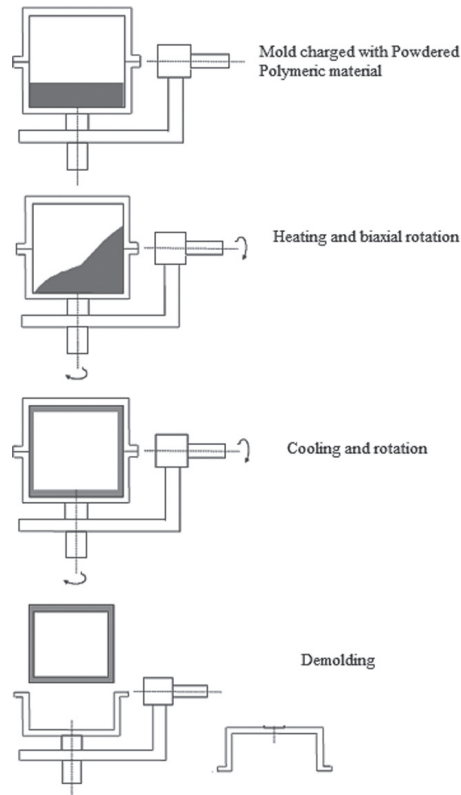 Mold charged with Powdered
Polymeric material
Heating and biaxial rotation
Cooling and rotation
Demolding